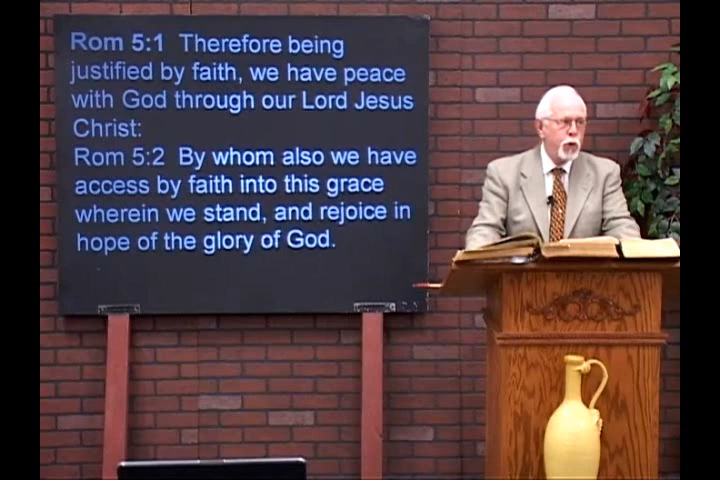 Rom 5:1 Therefore being
justified by faith, we have peace
with God through our Lord Jesus
Christ:
Rom 5:2 By whom also we have
access by faith into this grace
wherein we stand, and rejoice in
hope of the glory of God.